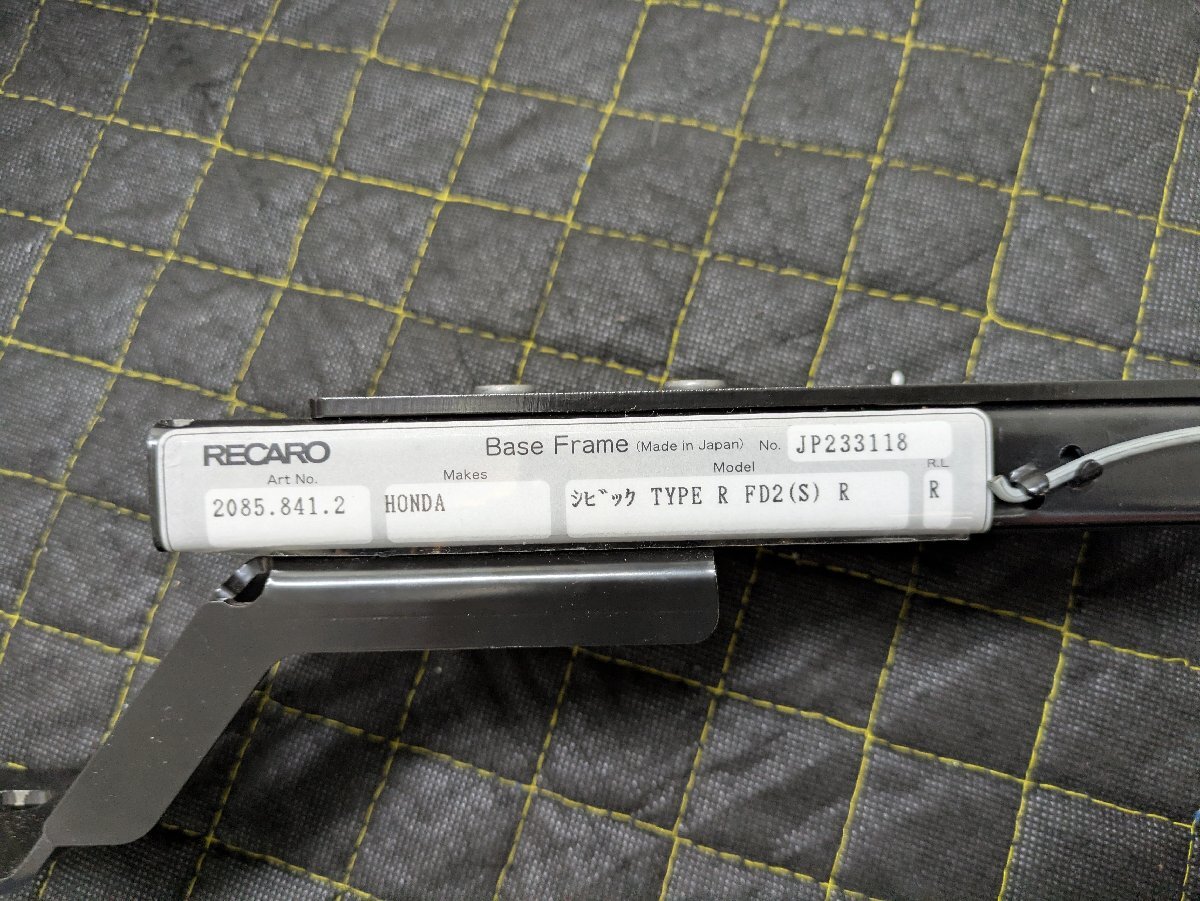 RECARO Base Frame (Made in Japan) No. JP233118
Art No. Makes Model R.L
2085.841.2 HONDA ｼﾋﾞｯｸ TYPE R FD2(S) R R